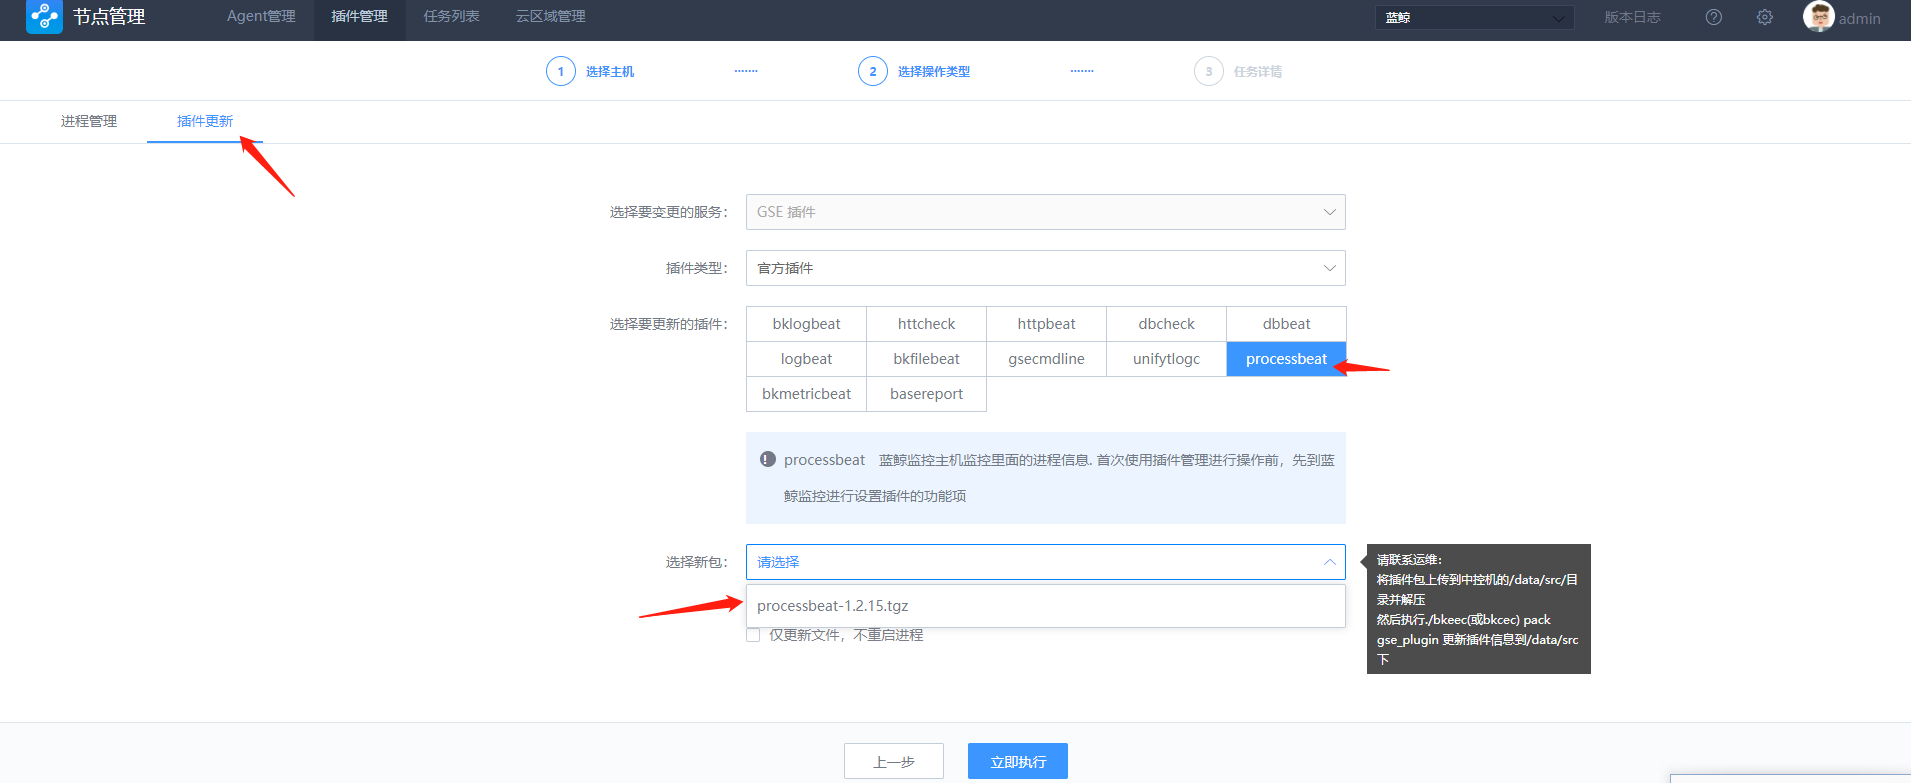 节点管理
Agent管理
插件管理
任务列表
云区域管理
蓝鲸
版本日志
admin
1 选择主机
2 选择操作类型
3 任务详情
进程管理
插件更新
选择要变更的服务：
GSE 插件
插件类型：
官方插件
选择要更新的插件：
bklogbeat httcheck httpbeat dbcheck dbbeat
logbeat bkfilebeat gsecmdline unifytlogc processbeat
bkmetricbeat basereport
processbeat 蓝鲸监控主机监控里面的进程信息. 首次使用插件管理进行操作前，先到蓝
鲸监控进行设置插件的功能项
选择新包：
请选择
processbeat-1.2.15.tgz
仅更新文件，不重启进程
请联系运维：
将插件包上传到中控机的/data/src/目
录并解压
然后执行./bkeec(或bkcec) pack
gse_plugin 更新插件信息到/data/src
下
上一步
立即执行